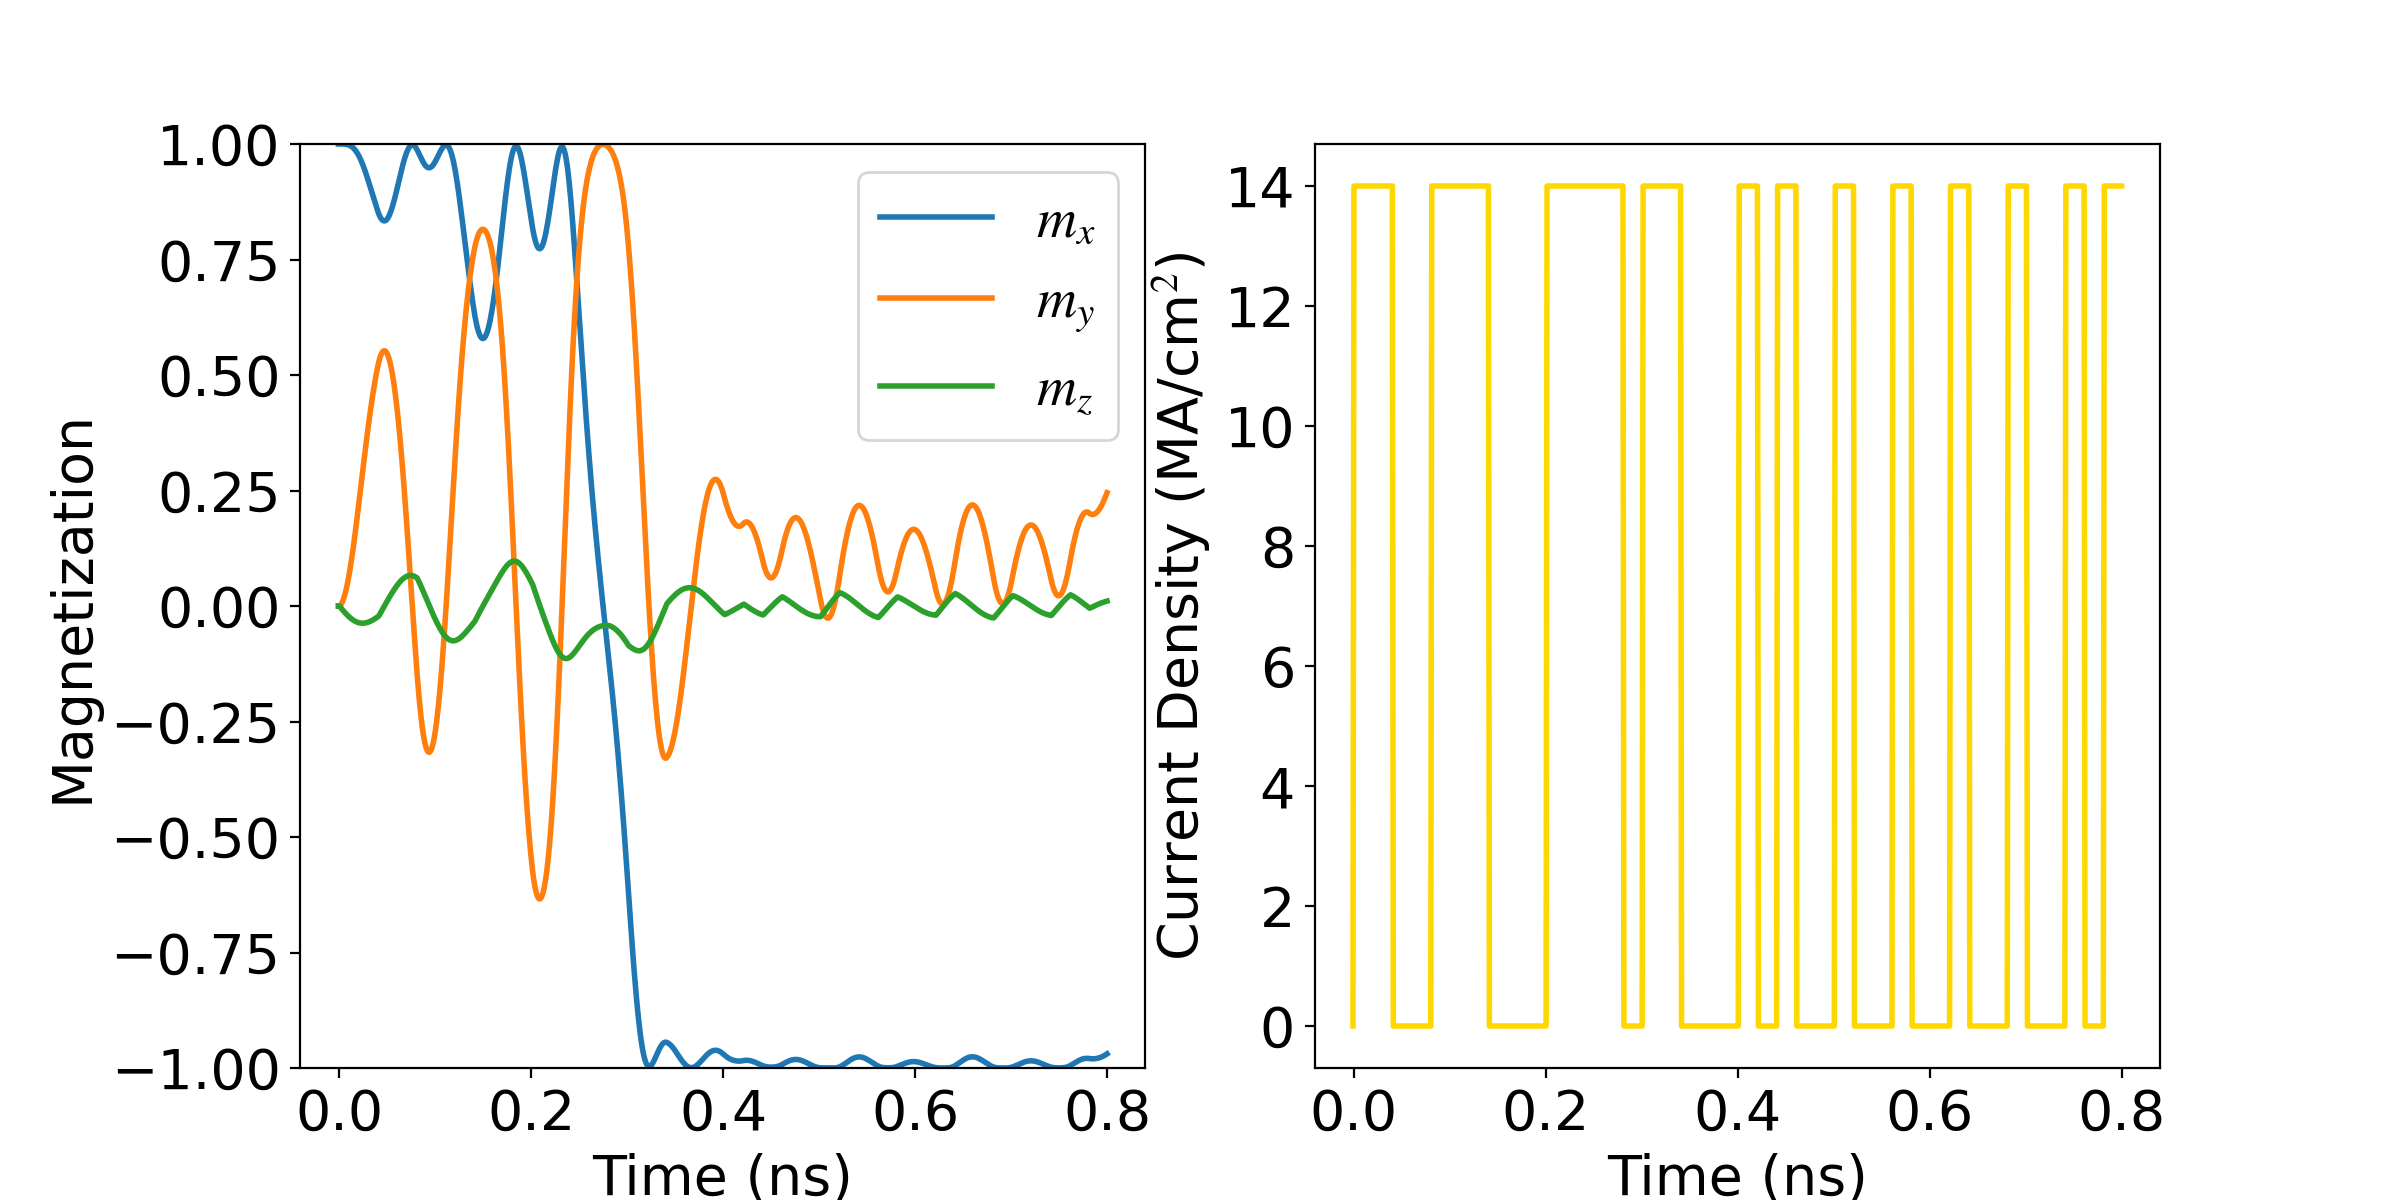 Magnetization
1.00
0.75
0.50
0.25
0.00
−0.25
−0.50
−0.75
−1.00
0.0 0.2 0.4 0.6 0.8
Time (ns)
m_x
m_y
m_z
Current Density (MA/cm²)
14
12
10
8
6
4
2
0
0.0 0.2 0.4 0.6 0.8
Time (ns)